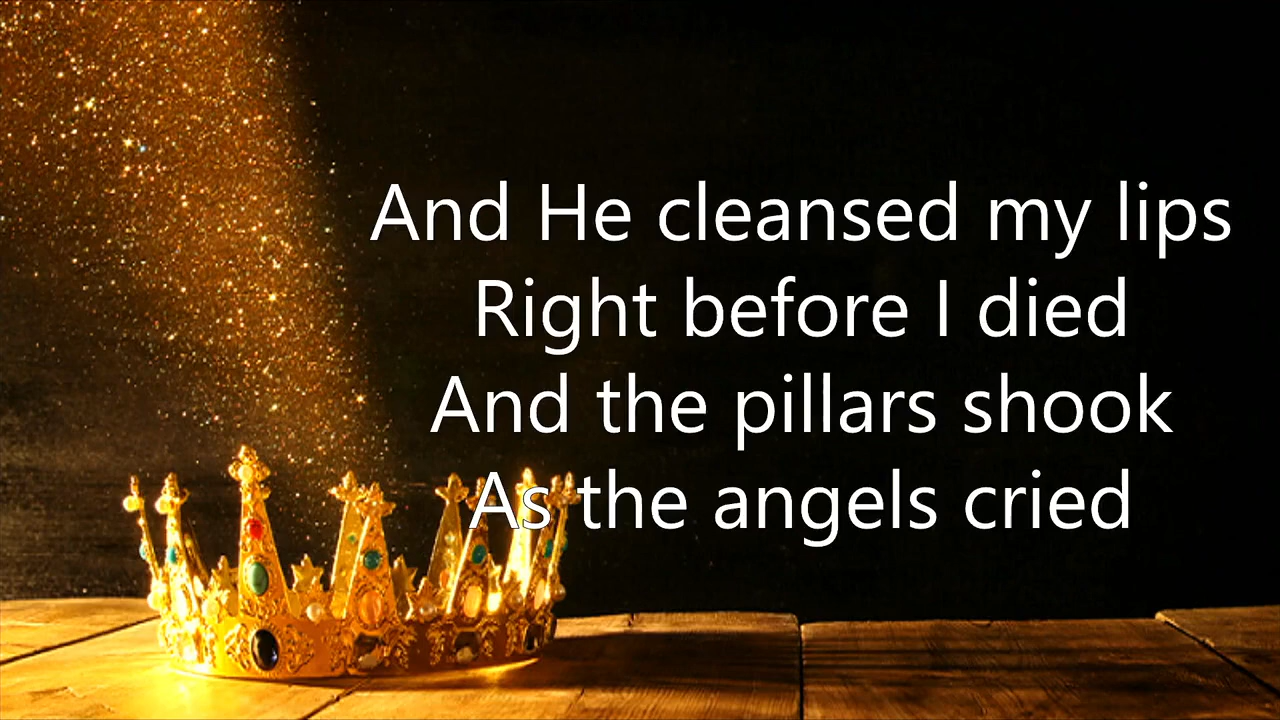 And He cleansed my lips
Right before I died
And the pillars shook
As the angels cried